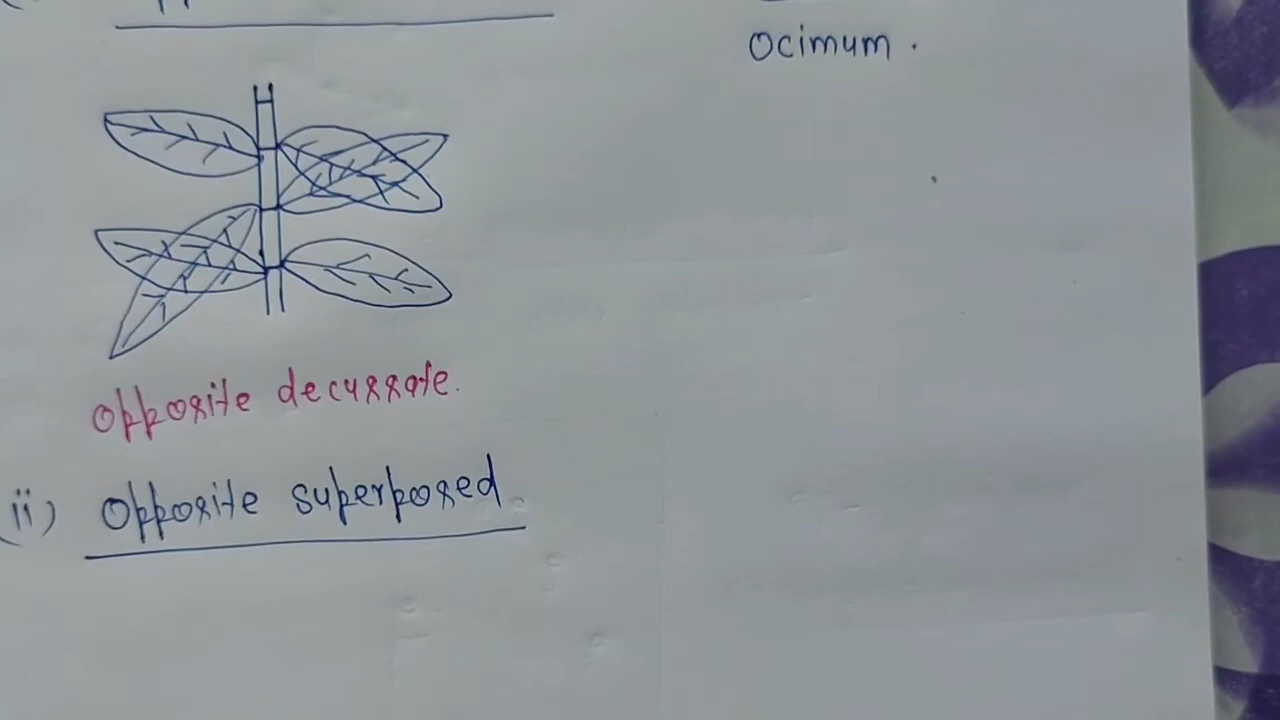 Ocimum .
Opposite decussate.
(ii) Opposite superposed